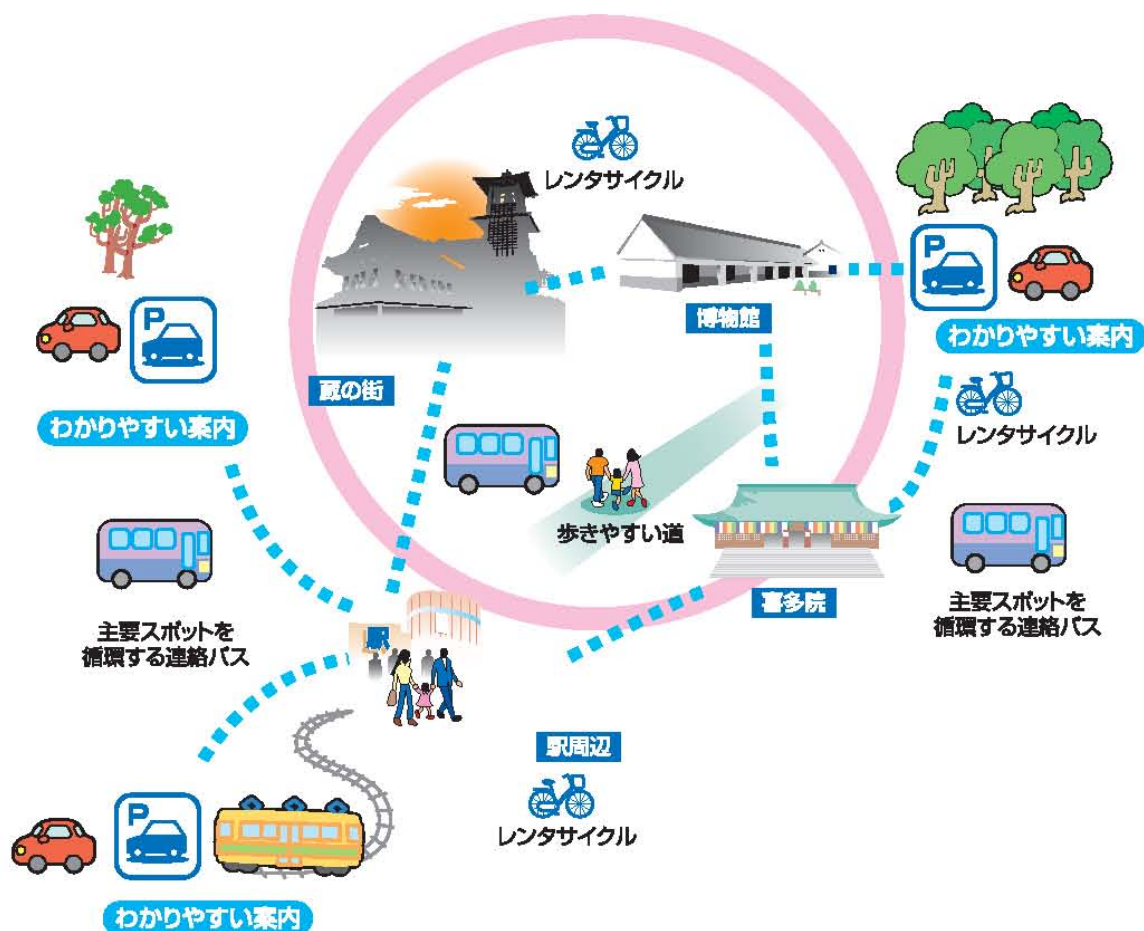 レンタサイクル
P
博物館
わかりやすい案内
P
蔵の街
わかりやすい案内
レンタサイクル
歩きやすい道
喜多院
主要スポットを
循環する連絡バス
主要スポットを
循環する連絡バス
駅
駅周辺
レンタサイクル
P
わかりやすい案内